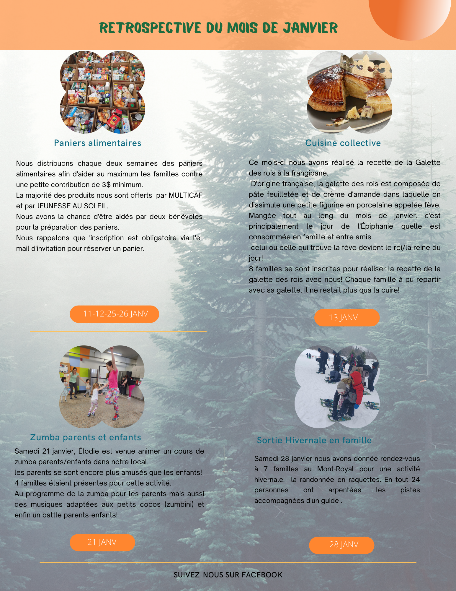 RETROSPECTIVE DU MOIS DE JANVIER
Paniers alimentaires
Nous distribuons chaque deux semaines des paniers
alimentaires afin d'aider au maximum les familles contre
une petite contribution de 3$ minimum.
La majorité des produits nous sont offerts par MULTICAF
et par JEUNESSE AU SOLEIL.
Nous avons la chance d'être aidés par deux bénévoles
pour la préparation des paniers.
Nous rappelons que l'inscription est obligatoire via l'e-
mail d'invitation pour réserver un panier.
11-12-25-26 JANV
Cuisine collective
Ce mois-ci nous avons réalisé la recette de la Galette
des rois à la frangipane.
D'origine française, la galette des rois est composée de
pâte feuilletée et de crème d'amande dans laquelle on
dissimule une petite figurine en porcelaine appelée fève.
Mangée tout au long du mois de janvier, c'est
principalement le jour de l'Épiphanie quelle est
consommée en famille et entre amis
celui ou celle qui trouve la fève devient le roi/la reine du
jour!
8 familles se sont inscrites pour réaliser la recette de la
galette des rois avec nous! Chaque famille a pu repartir
avec sa galette, il ne restait plus qua la cuire!
13 JANV
Zumba parents et enfants
Samedi 21 janvier, Élodie est venue animer un cours de
zumba parents/enfants dans notre local.
les parents se sont encore plus amusés que les enfants!
4 familles étaient présentes pour cette activité.
Au programme de la zumba pour les parents mais aussi
des musiques adaptées aux petits cocos (zumbini) et
enfin un battle parents-enfants!
21 JANV
Sortie Hivernale en famille
Samedi 28 janvier nous avons donnée rendez-vous
à 7 familles au Mont-Royal pour une activité
hivernale: la randonnée en raquettes. En tout 24
personnes ont arpentées les pistes
accompagnées d'un guide.
28 JANV
SUIVEZ NOUS SUR FACEBOOK